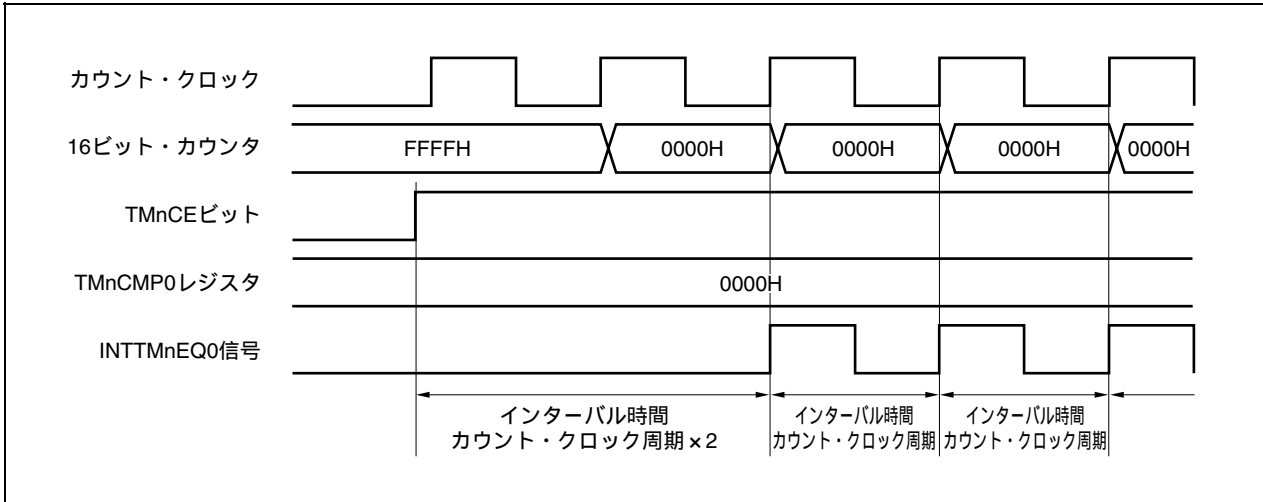 カウント・クロック
16ビット・カウンタ
FFFFH
0000H
0000H
0000H
0000H
TMnCEビット
TMnCMP0レジスタ
0000H
INTTMnEQ0信号
インターバル時間
カウント・クロック周期×2
インターバル時間
カウント・クロック周期
インターバル時間
カウント・クロック周期